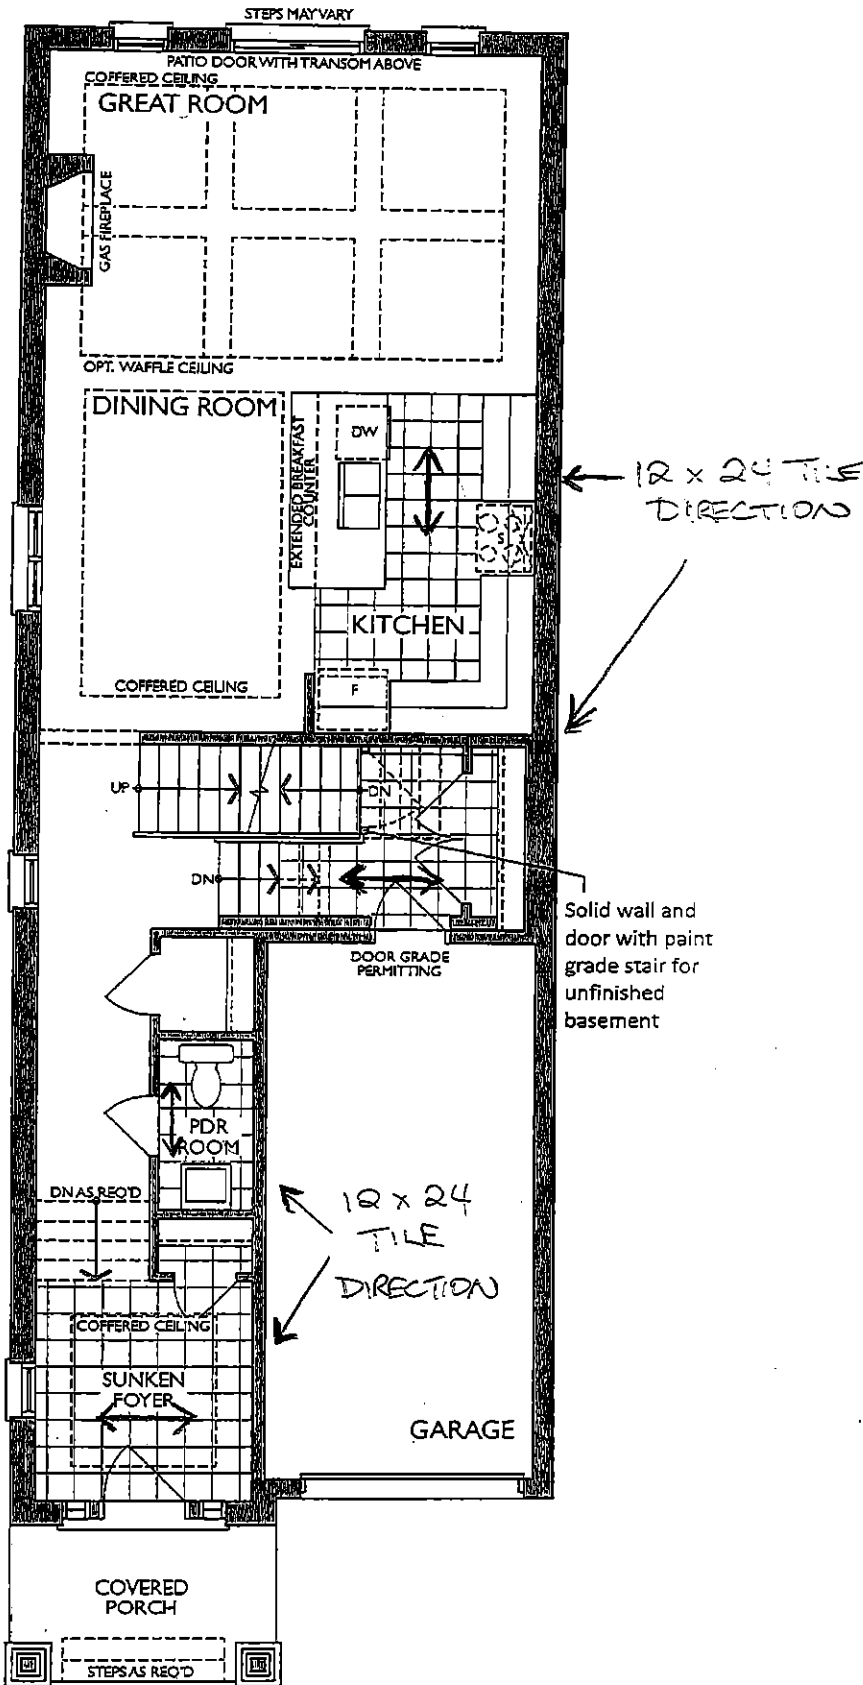 STEPS MAY VARY
PATIO DOOR WITH TRANSOM ABOVE
COFFERED CEILING
GREAT ROOM
GAS FIREPLACE
OPT. WAFFLE CEILING
DINING ROOM
EXTENDED BREAKFAST
COUNTER
DW
S
12 x 24 TILE
DIRECTION
KITCHEN
COFFERED CEILING
F
UP
DN
DN
Solid wall and
door with paint
grade stair for
unfinished
basement
DOOR GRADE
PERMITTING
PDR
ROOM
DN AS REQ'D
12 x 24
TILE
DIRECTION
COFFERED CEILING
SUNKEN
FOYER
GARAGE
COVERED
PORCH
STEPS AS REQ'D